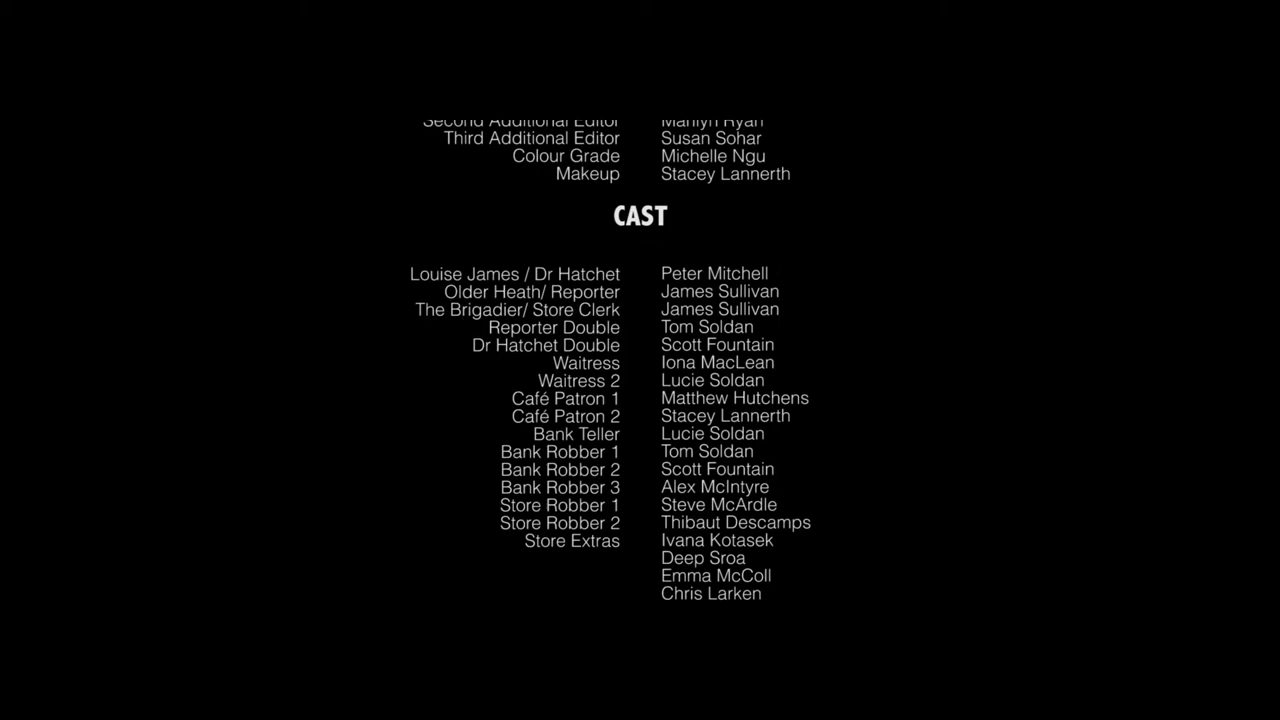 Second Additional Editor Marilyn Ryan
Third Additional Editor Susan Sohar
Colour Grade Michelle Ngu
Makeup Stacey Lannerth
CAST
Louise James / Dr Hatchet Peter Mitchell
Older Heath/ Reporter James Sullivan
The Brigadier/ Store Clerk James Sullivan
Reporter Double Tom Soldan
Dr Hatchet Double Scott Fountain
Waitress Iona MacLean
Waitress 2 Lucie Soldan
Café Patron 1 Matthew Hutchens
Café Patron 2 Stacey Lannerth
Bank Teller Lucie Soldan
Bank Robber 1 Tom Soldan
Bank Robber 2 Scott Fountain
Bank Robber 3 Alex McIntyre
Store Robber 1 Steve McArdle
Store Robber 2 Thibaut Descamps
Store Extras Ivana Kotasek
Deep Sroa
Emma McColl
Chris Larken